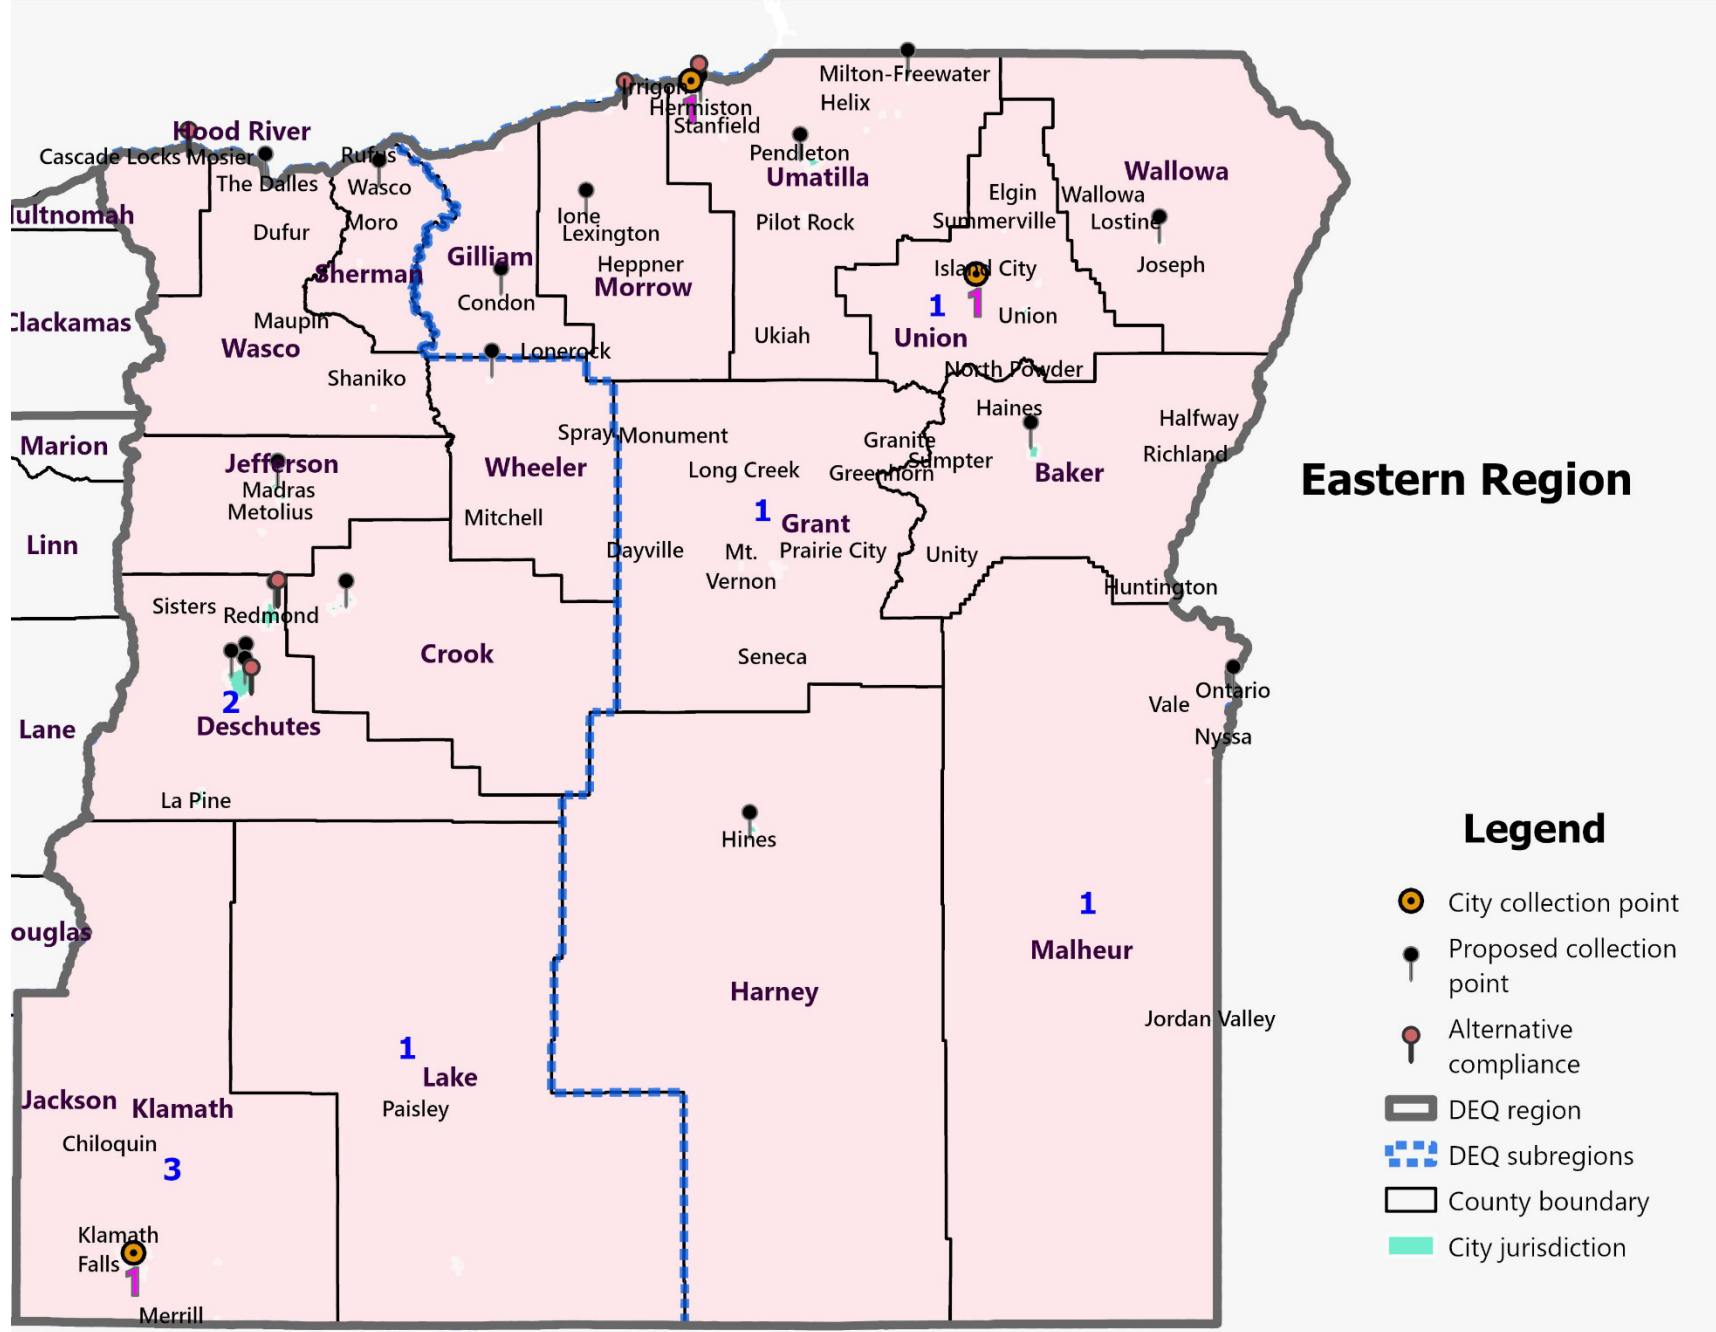 Milton-Freewater
Helix
Irrigon
Hermiston
1
Stanfield
Hood River
Cascade Locks
Mosier
Rufus
The Dalles
Wasco
Pendleton
Umatilla
Wallowa
Elgin
Wallowa
ultnomah
Dufur
Moro
Ione
Lexington
Pilot Rock
Summerville
Lostine
Gilliam
Sherman
Heppner
Morrow
Island City
Joseph
Condon
1
1
Union
Union
Clackamas
Maupin
Wasco
Lonerock
Ukiah
North Powder
Shaniko
Haines
Halfway
Marion
Spray
Monument
Granite
Richland
Jefferson
Wheeler
Long Creek
Greenhorn
Sumpter
Baker
Eastern Region
Madras
Metolius
Mitchell
1
Grant
Linn
Dayville
Mt.
Vernon
Prairie City
Unity
Huntington
Sisters
Redmond
Crook
Seneca
2
Deschutes
Lane
Vale
Ontario
Nyssa
La Pine
Hines
ouglas
1
Malheur
Harney
Jordan Valley
1
Lake
Paisley
Jackson
Klamath
Chiloquin
3
Klamath
Falls
1
Merrill
Legend
City collection point
Proposed collection
point
Alternative
compliance
DEQ region
DEQ subregions
County boundary
City jurisdiction